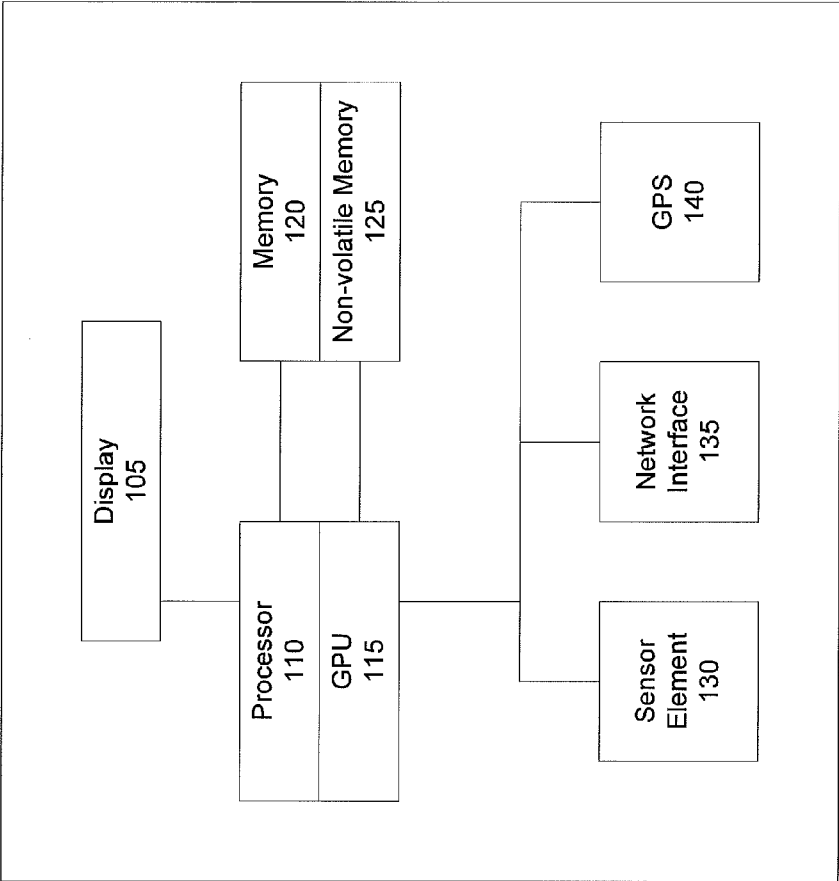 Display
105
Processor
110
GPU
115
Memory
120
Non-volatile Memory
125
Sensor
Element
130
Network
Interface
135
GPS
140